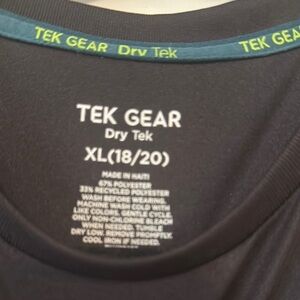 TEK GEAR Dry Tek TEK GEA
TEK GEAR
Dry Tek
XL(18/20)
MADE IN HAITI
67% POLYESTER
33% RECYCLED POLYESTER
WASH BEFORE WEARING.
MACHINE WASH COLD WITH
LIKE COLORS. GENTLE CYCLE.
ONLY NON-CHLORINE BLEACH
WHEN NEEDED. TUMBLE
DRY LOW. REMOVE PROMPTLY.
COOL IRON IF NEEDED.